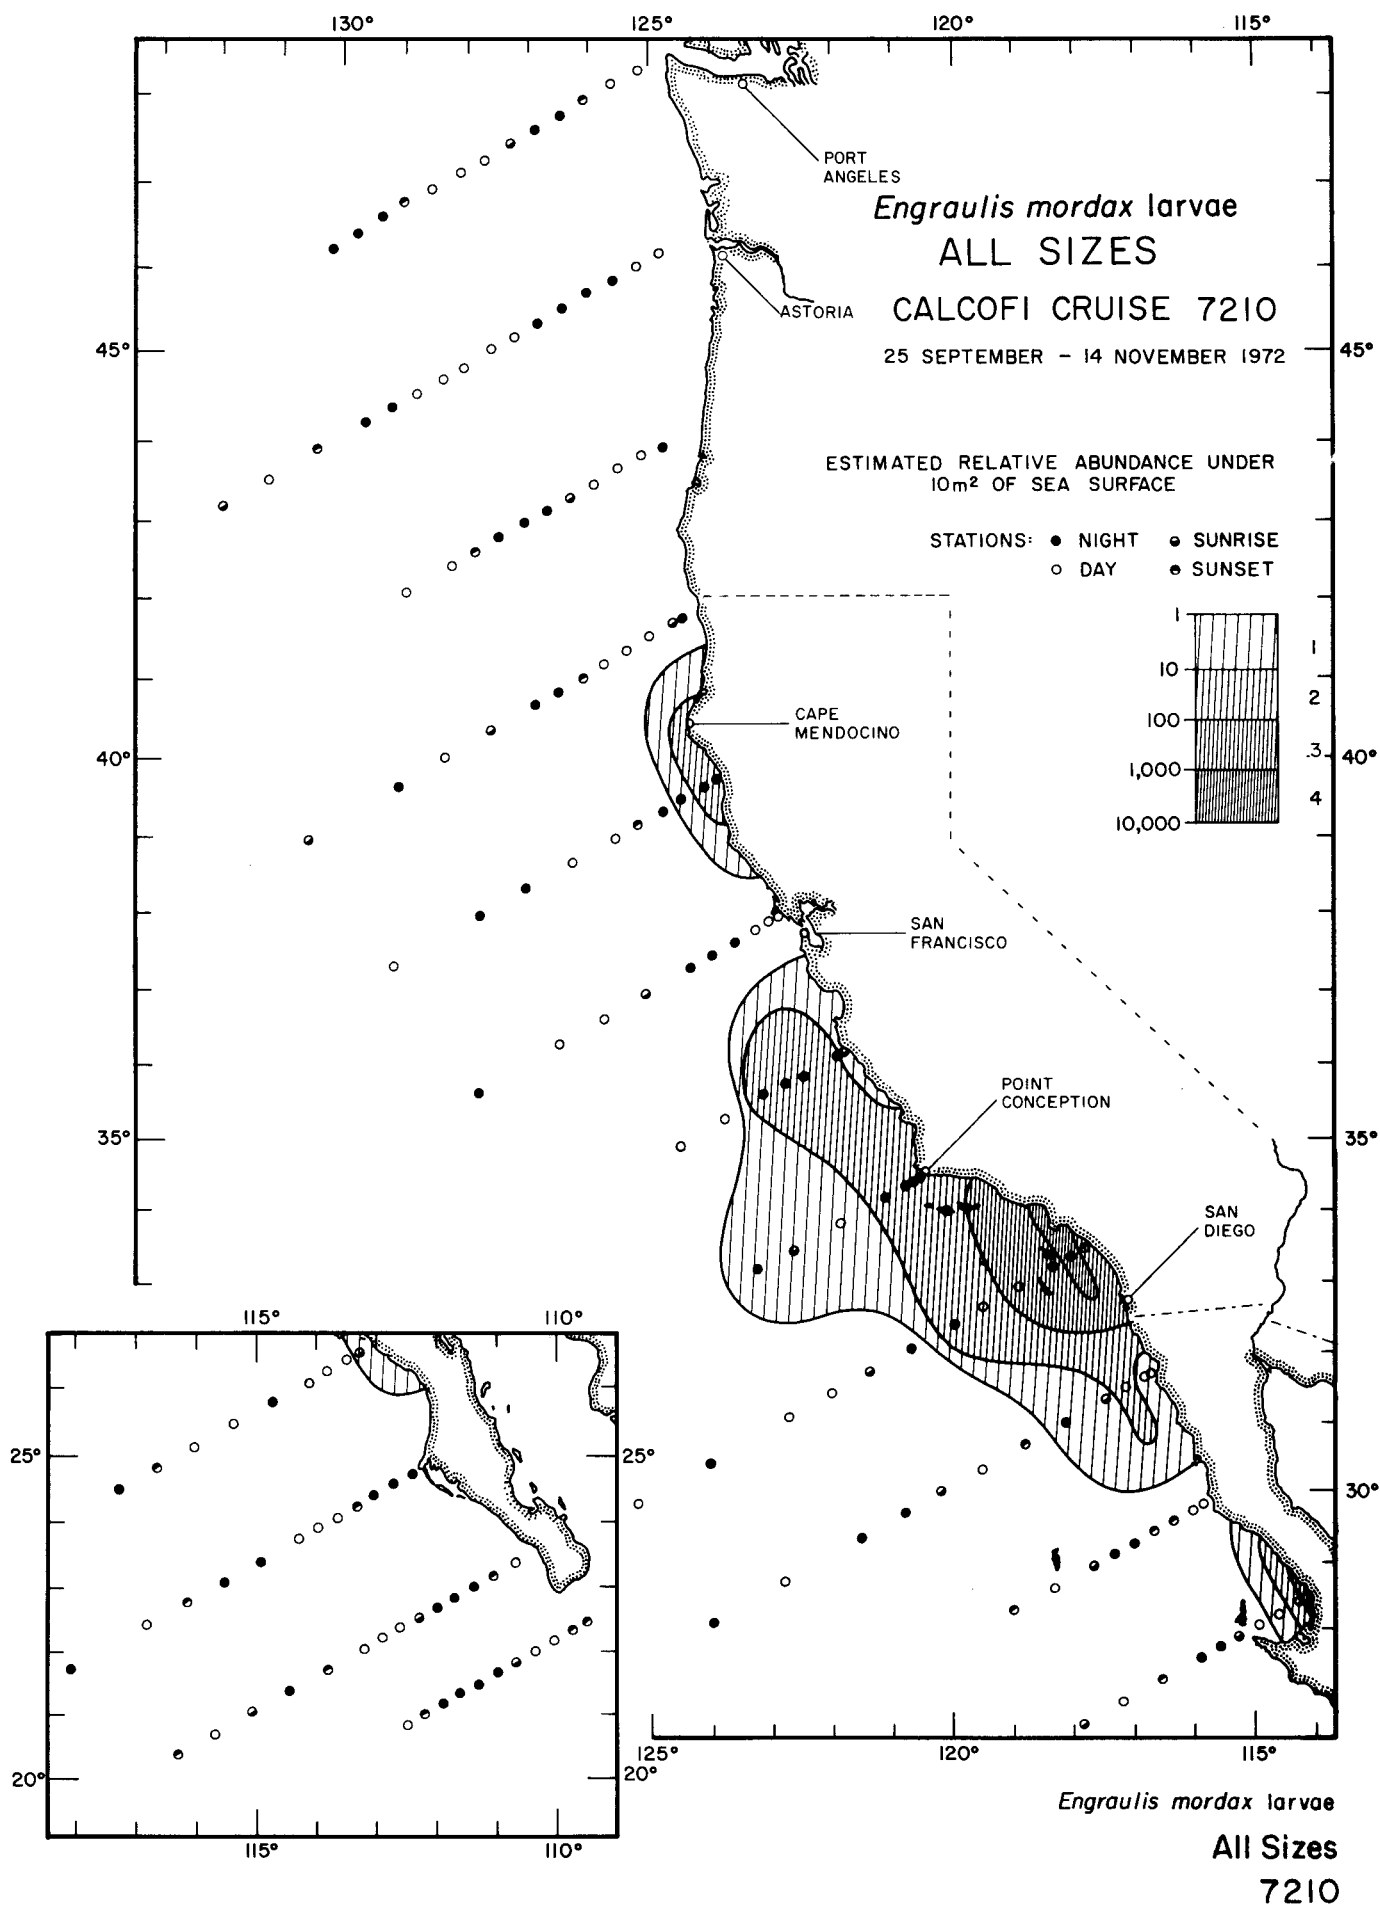 130° 125° 120° 115°
PORT
ANGELES
Engraulis mordax larvae
ALL SIZES
CALCOFI CRUISE 7210
25 SEPTEMBER – 14 NOVEMBER 1972
ASTORIA
45° 45°
ESTIMATED RELATIVE ABUNDANCE UNDER
10m² OF SEA SURFACE
STATIONS: ● NIGHT SUNRISE
○ DAY SUNSET
1
1
10
2
100
3
1,000
4
10,000
CAPE
MENDOCINO
40° 40°
SAN
FRANCISCO
POINT
CONCEPTION
35° 35°
SAN
DIEGO
115° 110°
25° 25°
30°
20° 20°
125° 120° 115°
115° 110°
Engraulis mordax larvae
All Sizes
7210